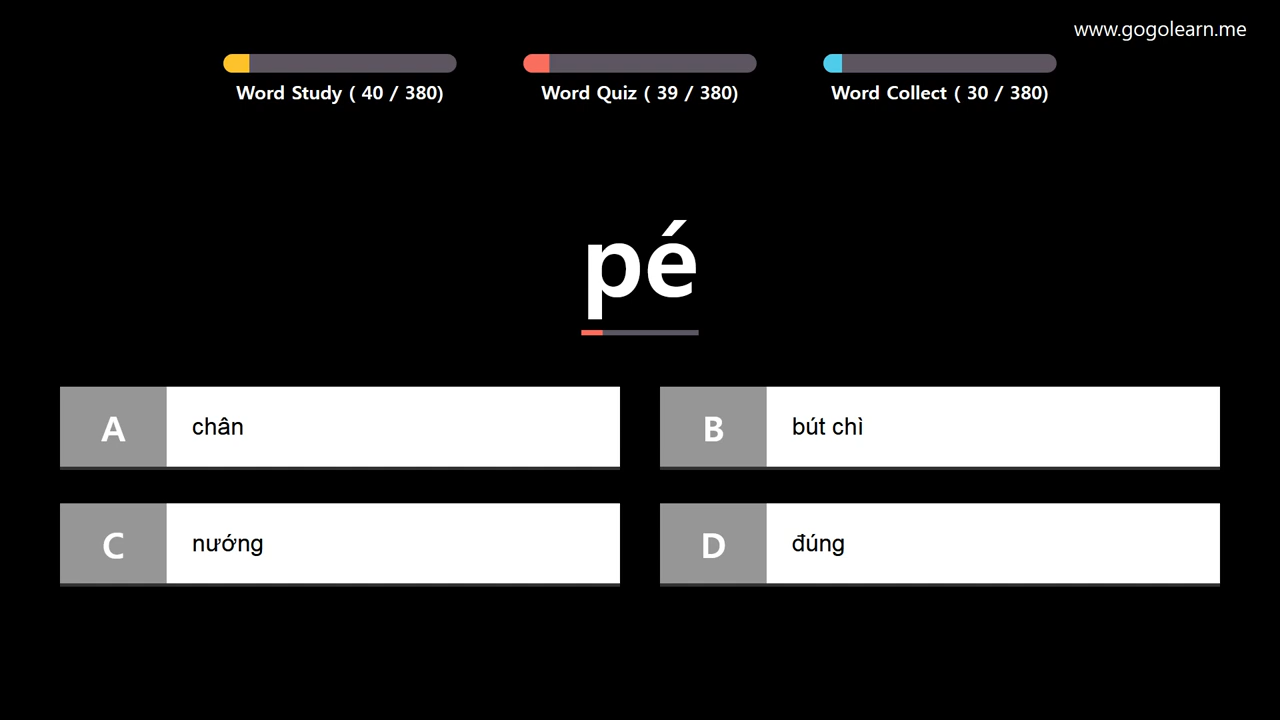 www.gogolearn.me
Word Study ( 40 / 380)
Word Quiz ( 39 / 380)
Word Collect ( 30 / 380)
pé
A chân
B bút chì
C nướng
D đúng